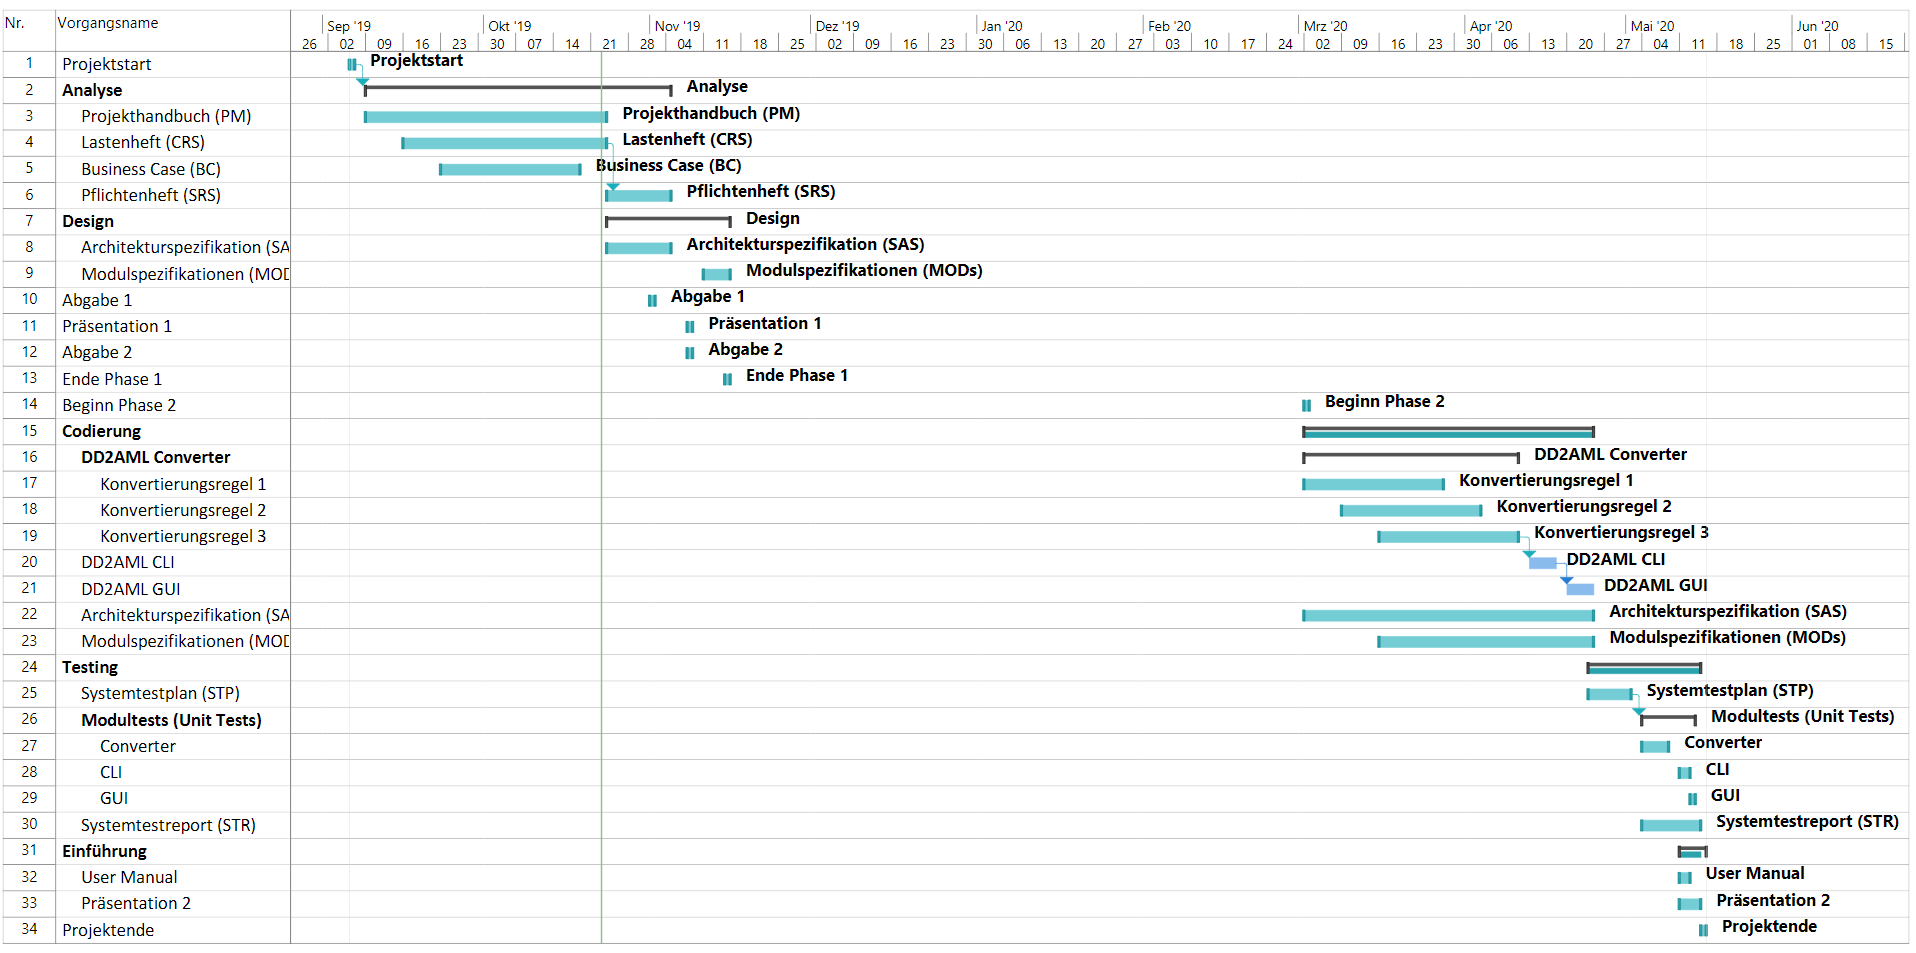 Nr. Vorgangsname Sep '19 Okt '19 Nov '19 Dez '19 Jan '20 Feb '20 Mrz '20 Apr '20 Mai '20 Jun '20
26 02 09 16 23 30 07 14 21 28 04 11 18 25 02 09 16 23 30 06 13 20 27 03 10 17 24 02 09 16 23 30 06 13 20 27 04 11 18 25 01 08 15
1 Projektstart Projektstart
2 Analyse Analyse
3 Projekthandbuch (PM) Projekthandbuch (PM)
4 Lastenheft (CRS) Lastenheft (CRS)
5 Business Case (BC) Business Case (BC)
6 Pflichtenheft (SRS) Pflichtenheft (SRS)
7 Design Design
8 Architekturspezifikation (SA Architekturspezifikation (SAS)
9 Modulspezifikationen (MOD Modulspezifikationen (MODs)
10 Abgabe 1 Abgabe 1
11 Präsentation 1 Präsentation 1
12 Abgabe 2 Abgabe 2
13 Ende Phase 1 Ende Phase 1
14 Beginn Phase 2 Beginn Phase 2
15 Codierung
16 DD2AML Converter DD2AML Converter
17 Konvertierungsregel 1 Konvertierungsregel 1
18 Konvertierungsregel 2 Konvertierungsregel 2
19 Konvertierungsregel 3 Konvertierungsregel 3
20 DD2AML CLI DD2AML CLI
21 DD2AML GUI DD2AML GUI
22 Architekturspezifikation (SA Architekturspezifikation (SAS)
23 Modulspezifikationen (MOD Modulspezifikationen (MODs)
24 Testing
25 Systemtestplan (STP) Systemtestplan (STP)
26 Modultests (Unit Tests) Modultests (Unit Tests)
27 Converter Converter
28 CLI CLI
29 GUI GUI
30 Systemtestreport (STR) Systemtestreport (STR)
31 Einführung
32 User Manual User Manual
33 Präsentation 2 Präsentation 2
34 Projektende Projektende